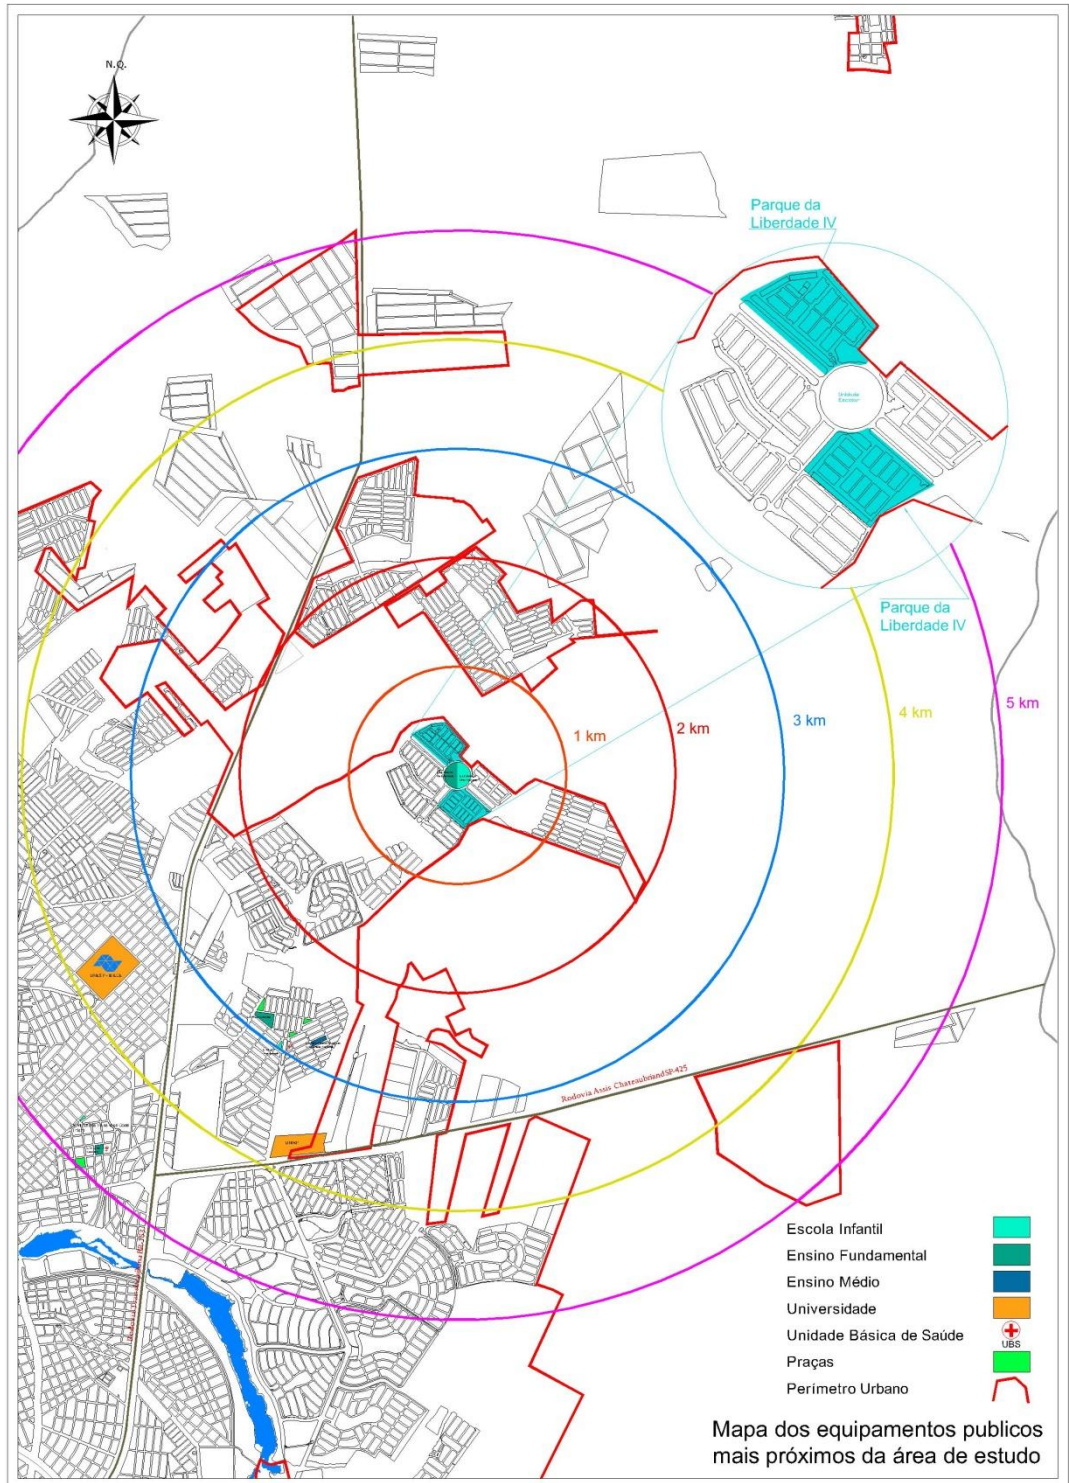 N.Q.
Parque da
Liberdade IV
Unidade
Escolar
Parque da
Liberdade IV
1 km
2 km
3 km
4 km
5 km
Rodovia Assis Chateaubriand SP-425
Escola Infantil
Ensino Fundamental
Ensino Médio
Universidade
Unidade Básica de Saúde
UBS
Praças
Perímetro Urbano
Mapa dos equipamentos publicos
mais próximos da área de estudo